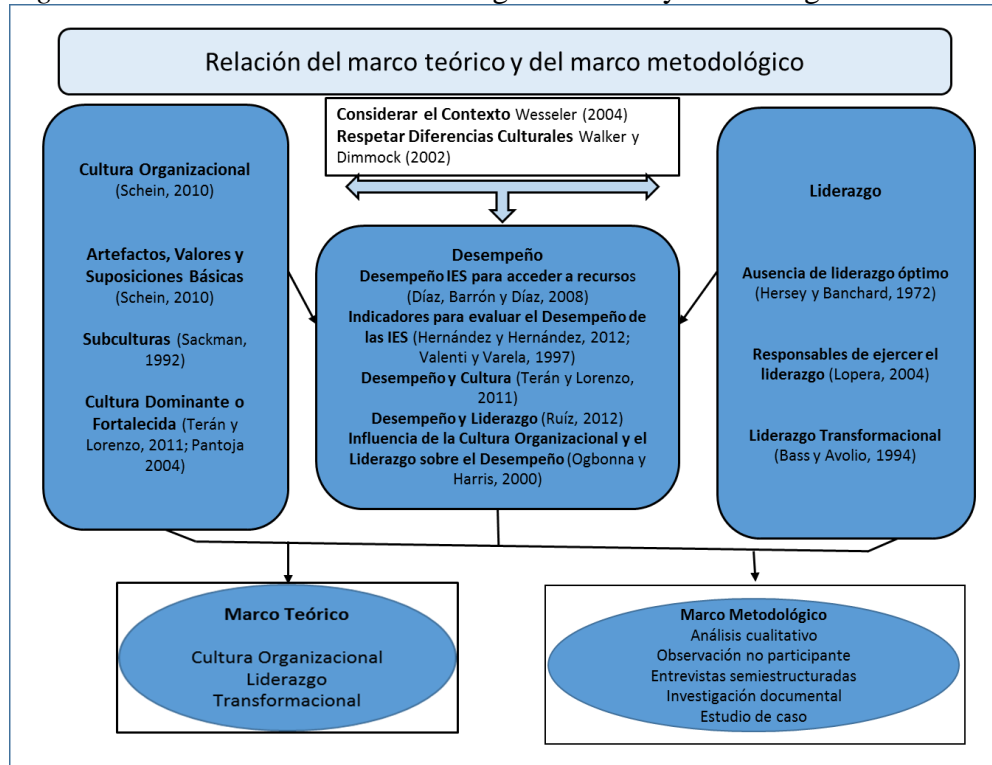 Relación del marco teórico y del marco metodológico
Considerar el Contexto Wesseler (2004)
Respetar Diferencias Culturales Walker y
Dimmock (2002)
Cultura Organizacional
(Schein, 2010)
Artefactos, Valores y
Suposiciones Básicas
(Schein, 2010)
Subculturas (Sackman,
1992)
Cultura Dominante o
Fortalecida (Terán y
Lorenzo, 2011; Pantoja
2004)
Desempeño
Desempeño IES para acceder a recursos
(Díaz, Barrón y Díaz, 2008)
Indicadores para evaluar el Desempeño de
las IES (Hernández y Hernández, 2012;
Valenti y Varela, 1997)
Desempeño y Cultura (Terán y Lorenzo,
2011)
Desempeño y Liderazgo (Ruíz, 2012)
Influencia de la Cultura Organizacional y el
Liderazgo sobre el Desempeño (Ogbonna y
Harris, 2000)
Liderazgo
Ausencia de liderazgo óptimo
(Hersey y Banchard, 1972)
Responsables de ejercer el
liderazgo (Lopera, 2004)
Liderazgo Transformacional
(Bass y Avolio, 1994)
Marco Teórico
Cultura Organizacional
Liderazgo
Transformacional
Marco Metodológico
Análisis cualitativo
Observación no participante
Entrevistas semiestructuradas
Investigación documental
Estudio de caso